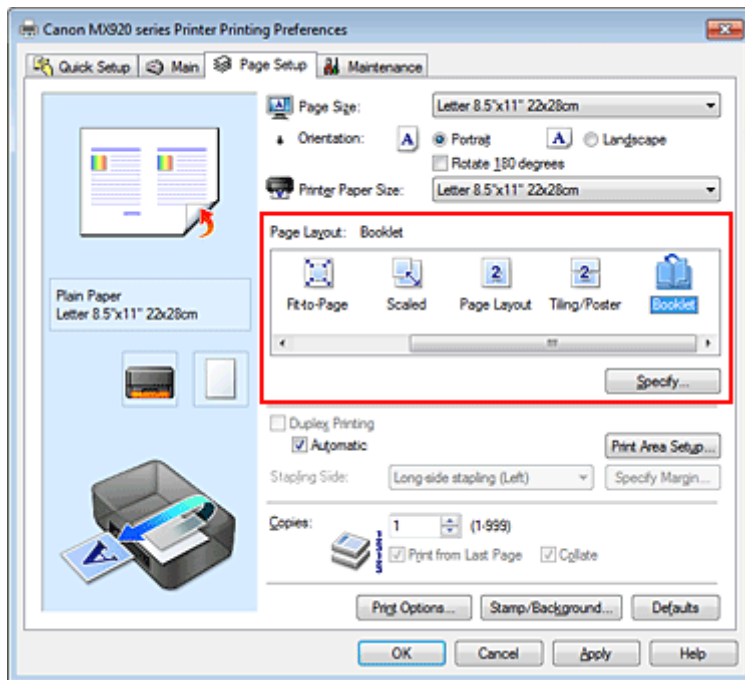 Canon MX920 series Printer Printing Preferences
Quick Setup Main Page Setup Maintenance
Page Size: Letter 8.5"x11" 22x28cm
Orientation: A Portrait A Landscape
Rotate 180 degrees
Printer Paper Size: Letter 8.5"x11" 22x28cm
Page Layout: Booklet
2 2
Fit-to-Page Scaled Page Layout Tiling/Poster Booklet
Specify...
Plain Paper
Letter 8.5"x11" 22x28cm
Duplex Printing
Automatic Print Area Setup...
Stapling Side: Long-side stapling (Left) Specify Margin...
Copies: 1 (1-999)
Print from Last Page Collate
A
Print Options... Stamp/Background... Defaults
OK Cancel Apply Help